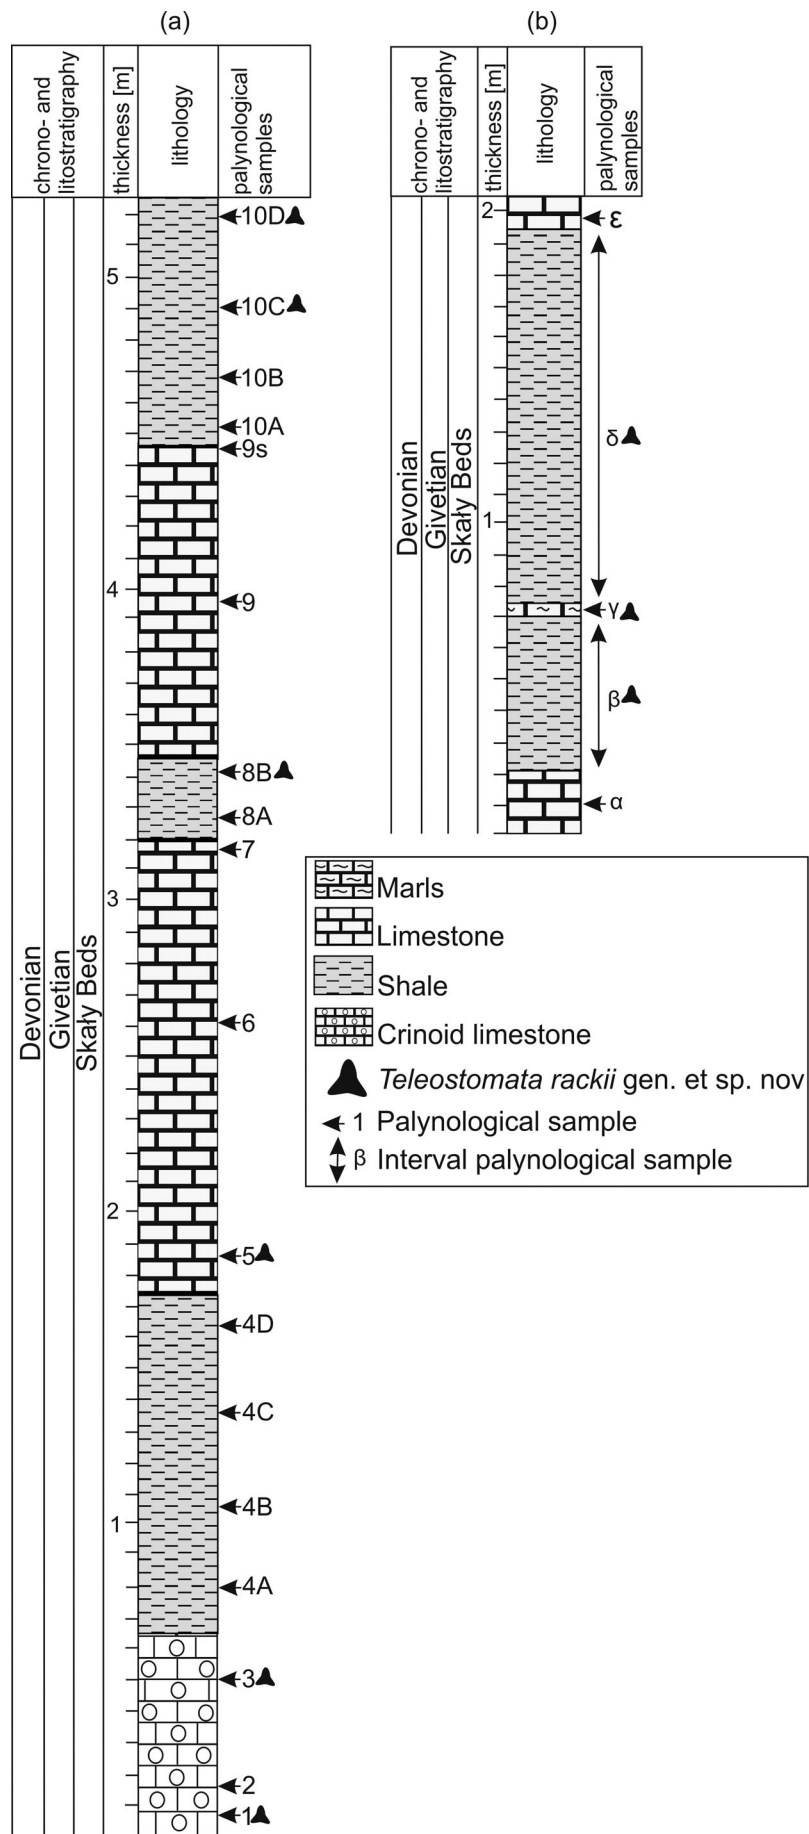 (a)
chrono- and
litostratigraphy
thickness [m]
lithology
palynological
samples
10D
5
10C
10B
10A
9s
4
9
8B
8A
7
3
6
2
5
4D
4C
1
4B
4A
3
2
1
Devonian
Givetian
Skały Beds
(b)
chrono- and
litostratigraphy
thickness [m]
lithology
palynological
samples
2
ε
δ
1
γ
β
α
Devonian
Givetian
Skały Beds
Marls
Limestone
Shale
Crinoid limestone
Teleostomata rackii gen. et sp. nov
1 Palynological sample
β Interval palynological sample